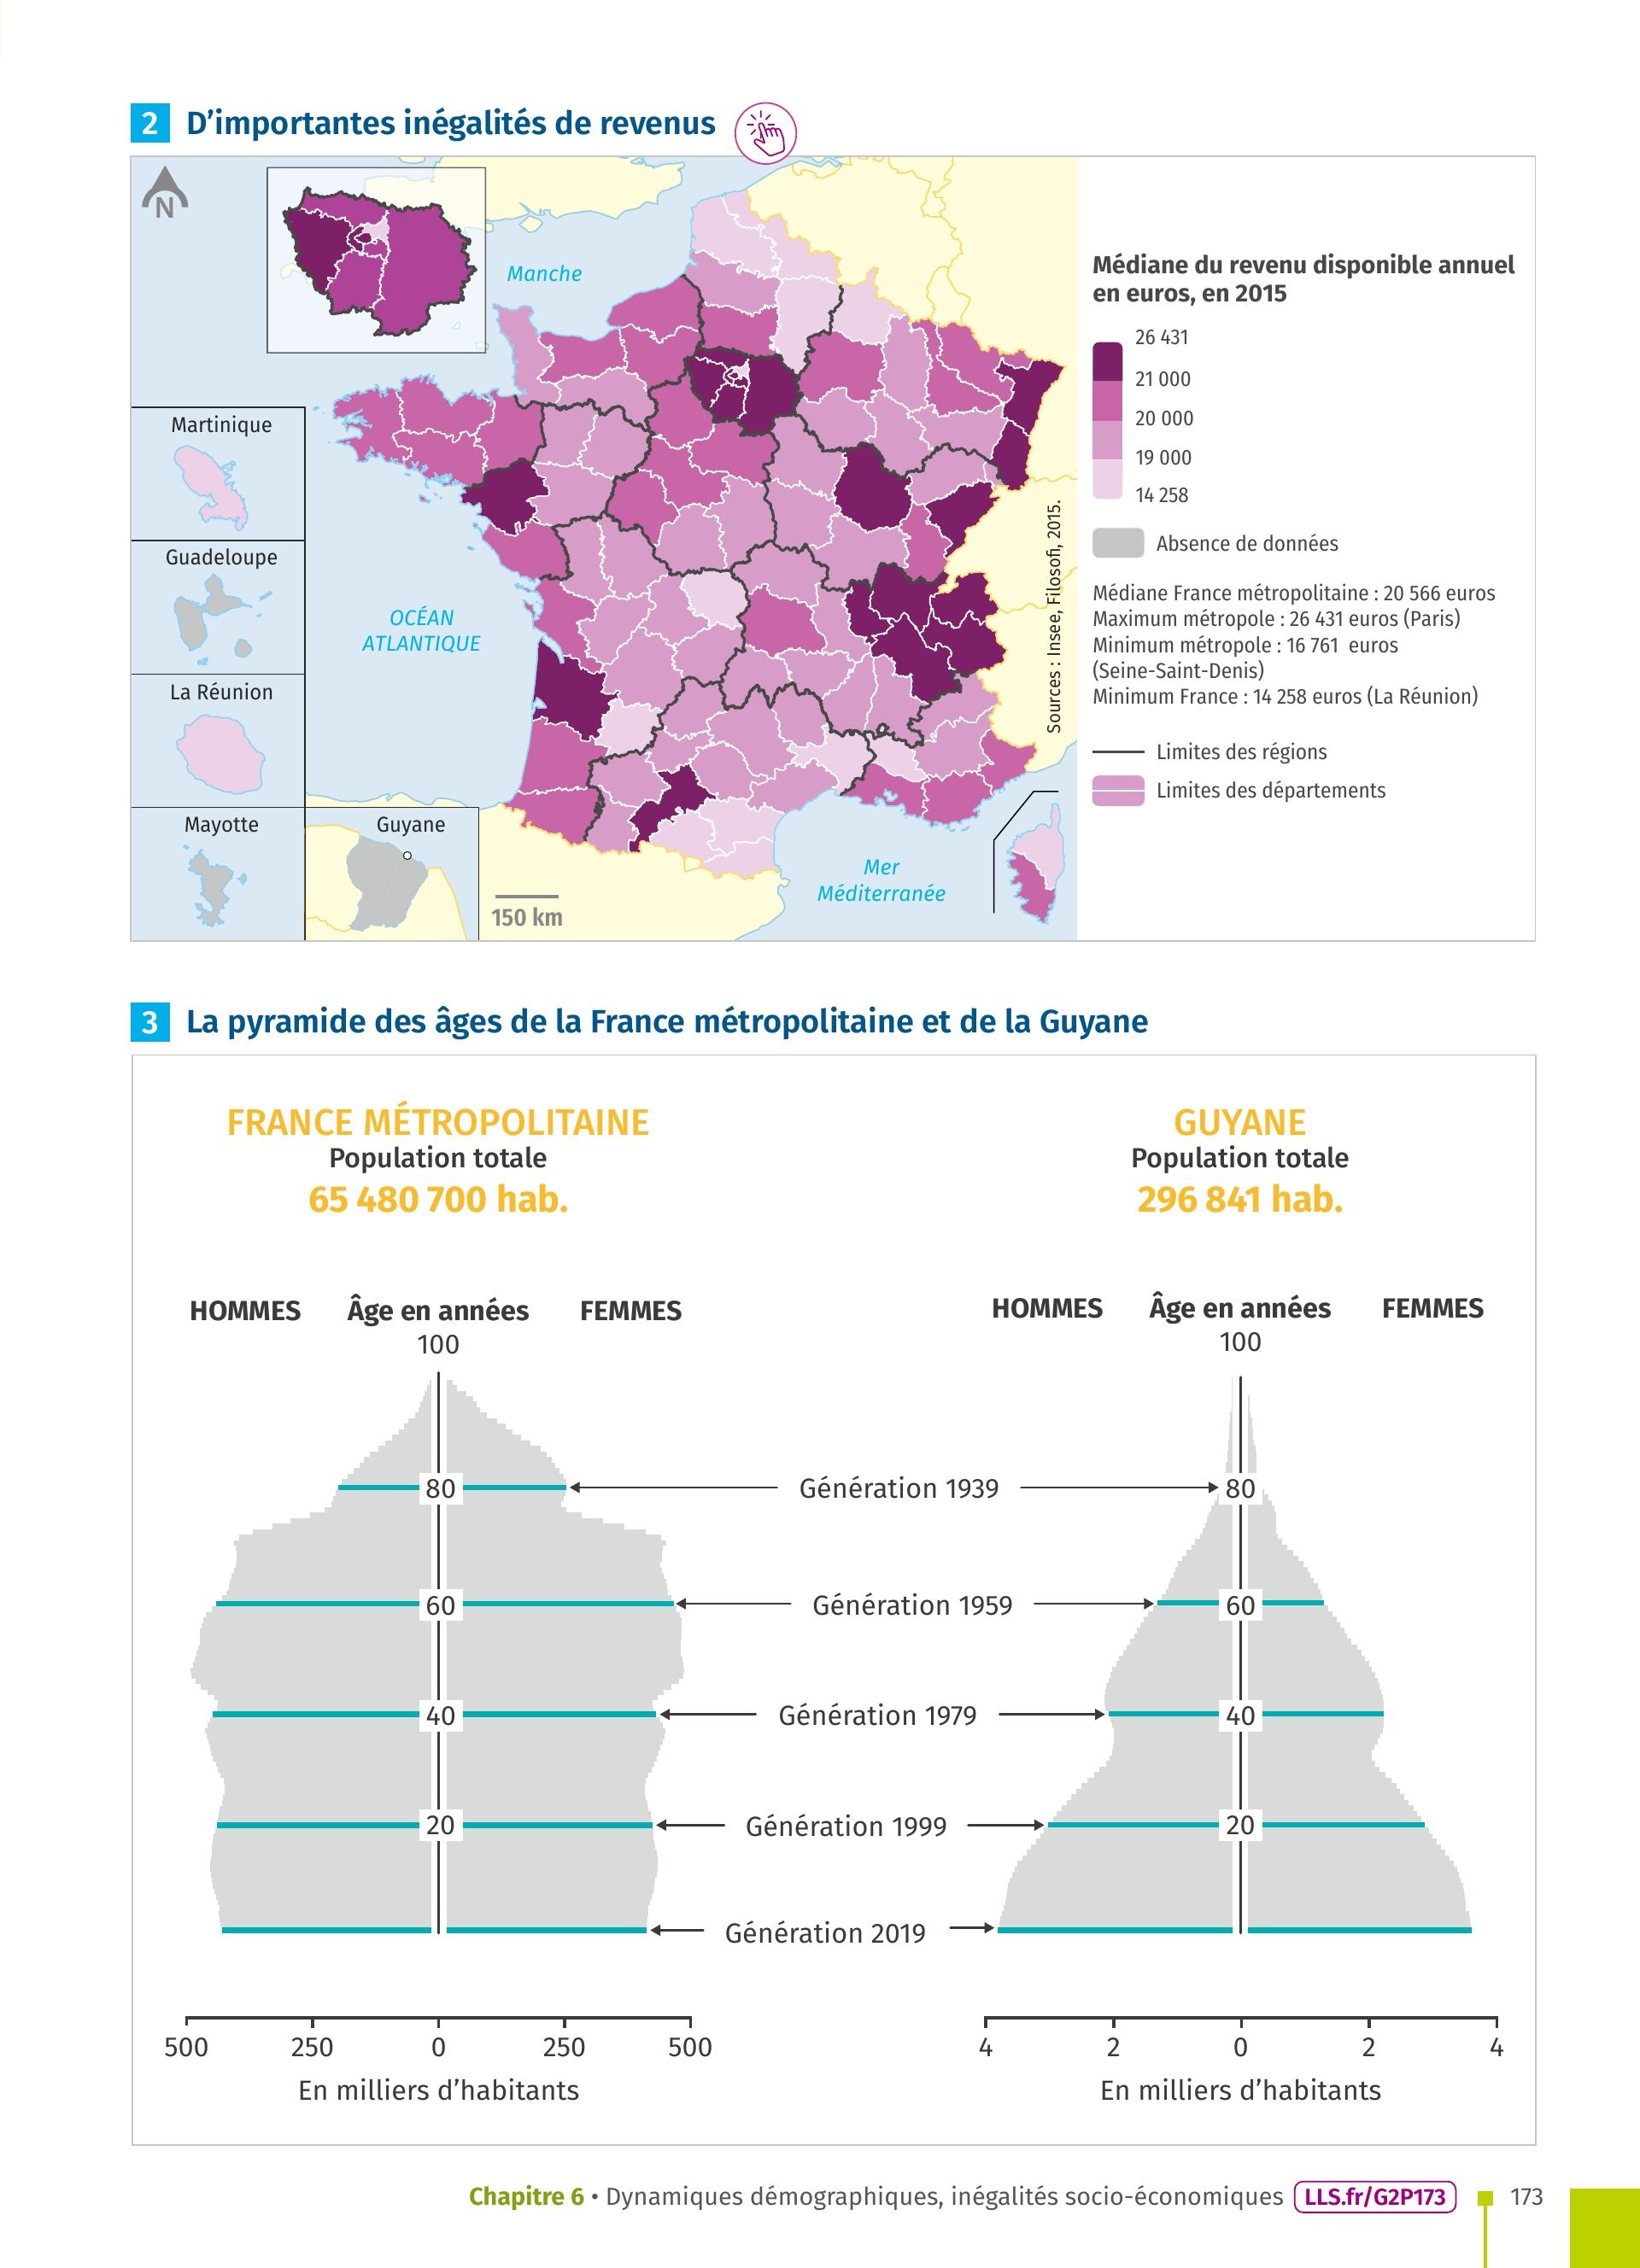 2 D’importantes inégalités de revenus
N
Manche
Martinique
Guadeloupe
La Réunion
Mayotte
Guyane
OCÉAN
ATLANTIQUE
Mer
Méditerranée
150 km
Sources : Insee, Filosofi, 2015.
Médiane du revenu disponible annuel
en euros, en 2015
26 431
21 000
20 000
19 000
14 258
Absence de données
Médiane France métropolitaine : 20 566 euros
Maximum métropole : 26 431 euros (Paris)
Minimum métropole : 16 761 euros
(Seine-Saint-Denis)
Minimum France : 14 258 euros (La Réunion)
Limites des régions
Limites des départements
3 La pyramide des âges de la France métropolitaine et de la Guyane
FRANCE MÉTROPOLITAINE
Population totale
65 480 700 hab.
HOMMES Âge en années FEMMES
100
80
60
40
20
500 250 0 250 500
En milliers d’habitants
Génération 1939
Génération 1959
Génération 1979
Génération 1999
Génération 2019
GUYANE
Population totale
296 841 hab.
HOMMES Âge en années FEMMES
100
80
60
40
20
4 2 0 2 4
En milliers d’habitants
Chapitre 6 • Dynamiques démographiques, inégalités socio-économiques LLS.fr/G2P173 173